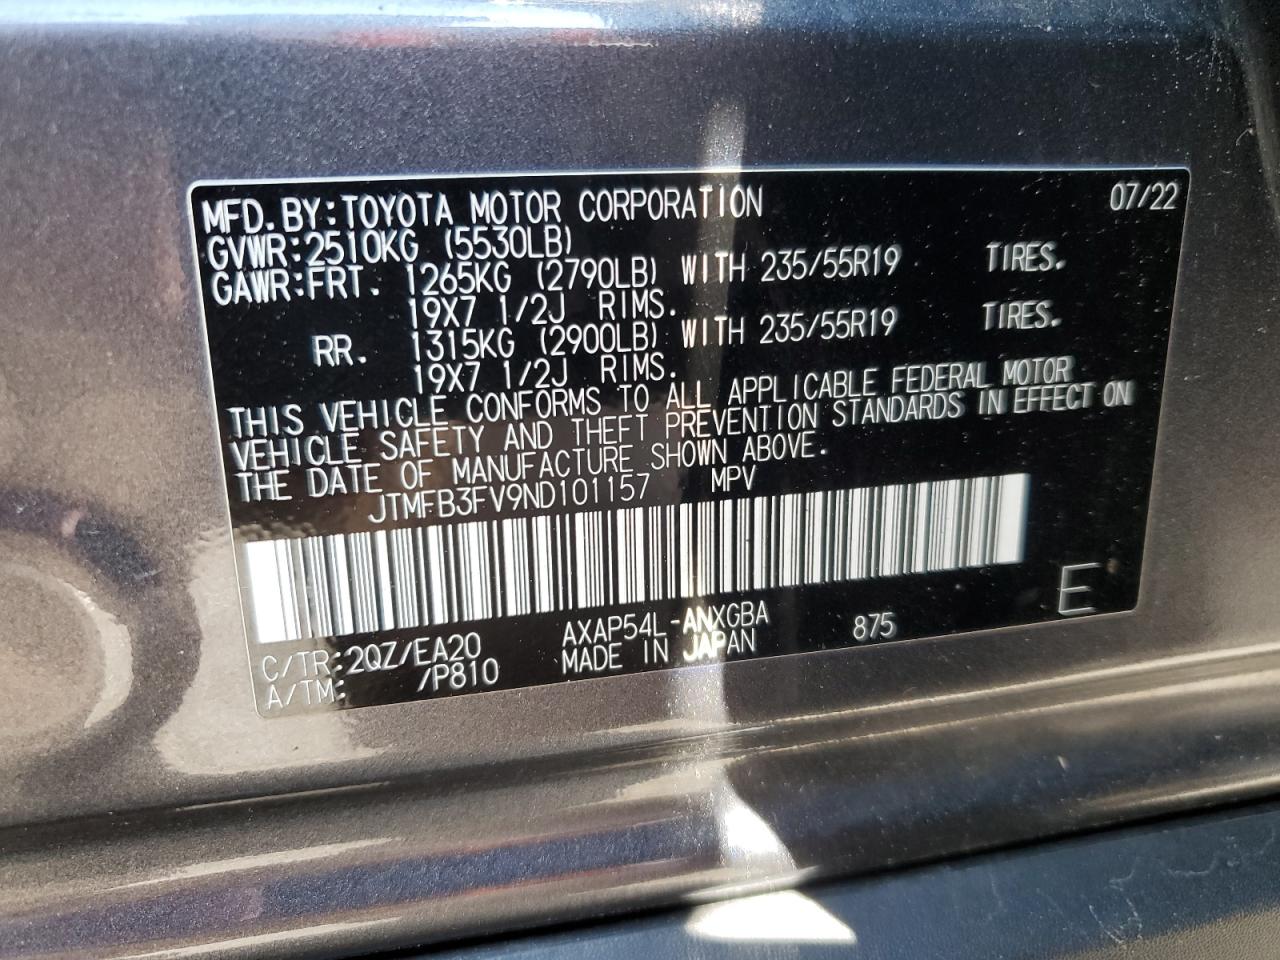 MFD.BY:TOYOTA MOTOR CORPORATION 07/22
GVWR:2510KG (5530LB)
GAWR:FRT. 1265KG (2790LB) WITH 235/55R19 TIRES.
19X7 1/2J RIMS.
RR. 1315KG (2900LB) WITH 235/55R19 TIRES.
19X7 1/2J RIMS.
THIS VEHICLE CONFORMS TO ALL APPLICABLE FEDERAL MOTOR
VEHICLE SAFETY AND THEFT PREVENTION STANDARDS IN EFFECT ON
THE DATE OF MANUFACTURE SHOWN ABOVE.
JTMFB3FV9ND101157 MPV
E
C/TR:2QZ/EA20 AXAP54L-ANXGBA 875
A/TM: /P810 MADE IN JAPAN